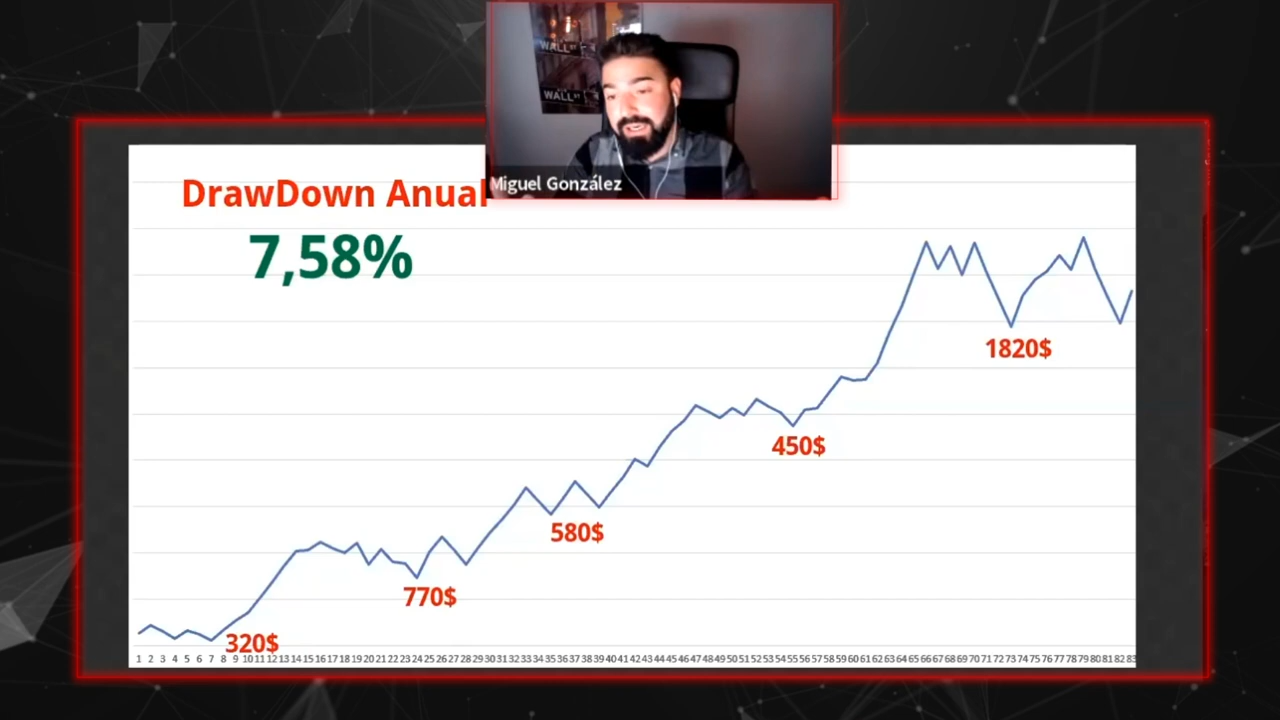 WALL ST
WALL ST
Miguel González
DrawDown Anual
7,58%
1820$
450$
580$
770$
320$
1 2 3 4 5 6 7 8 9 10 11 12 13 14 15 16 17 18 19 20 21 22 23 24 25 26 27 28 29 30 31 32 33 34 35 36 37 38 39 40 41 42 43 44 45 46 47 48 49 50 51 52 53 54 55 56 57 58 59 60 61 62 63 64 65 66 67 68 69 70 71 72 73 74 75 76 77 78 79 80 81 82 83